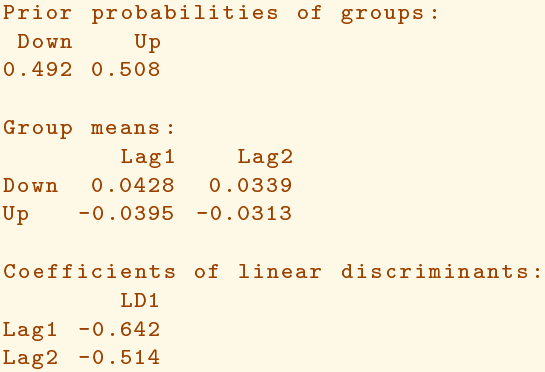 Prior probabilities of groups:
 Down    Up
0.492 0.508

Group means:
        Lag1    Lag2
Down  0.0428  0.0339
Up   -0.0395 -0.0313

Coefficients of linear discriminants:
        LD1
Lag1 -0.642
Lag2 -0.514